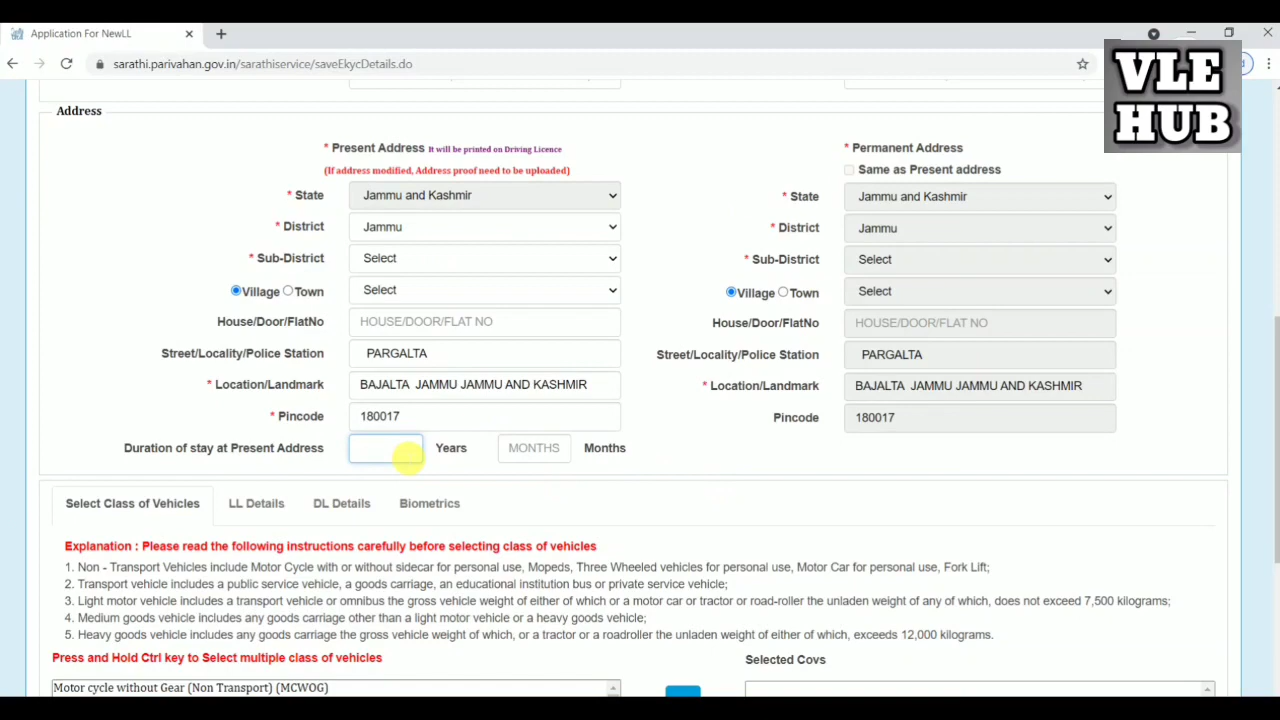 Application For NewLL
sarathi.parivahan.gov.in/sarathiservice/saveEkycDetails.do
VLE
HUB
Address
* Present Address It will be printed on Driving Licence
(If address modified, Address proof need to be uploaded)
* State Jammu and Kashmir
* District Jammu
* Sub-District Select
Village Town Select
House/Door/FlatNo HOUSE/DOOR/FLAT NO
Street/Locality/Police Station PARGALTA
* Location/Landmark BAJALTA JAMMU JAMMU AND KASHMIR
* Pincode 180017
Duration of stay at Present Address Years MONTHS Months
* Permanent Address
Same as Present address
* State Jammu and Kashmir
* District Jammu
* Sub-District Select
Village Town Select
House/Door/FlatNo HOUSE/DOOR/FLAT NO
Street/Locality/Police Station PARGALTA
* Location/Landmark BAJALTA JAMMU JAMMU AND KASHMIR
Pincode 180017
Select Class of Vehicles LL Details DL Details Biometrics
Explanation : Please read the following instructions carefully before selecting class of vehicles
1. Non - Transport Vehicles include Motor Cycle with or without sidecar for personal use, Mopeds, Three Wheeled vehicles for personal use, Motor Car for personal use, Fork Lift;
2. Transport vehicle includes a public service vehicle, a goods carriage, an educational institution bus or private service vehicle;
3. Light motor vehicle includes a transport vehicle or omnibus the gross vehicle weight of either of which or a motor car or tractor or road-roller the unladen weight of any of which, does not exceed 7,500 kilograms;
4. Medium goods vehicle includes any goods carriage other than a light motor vehicle or a heavy goods vehicle;
5. Heavy goods vehicle includes any goods carriage the gross vehicle weight of which, or a tractor or a roadroller the unladen weight of either of which, exceeds 12,000 kilograms.
Press and Hold Ctrl key to Select multiple class of vehicles
Selected Covs
Motor cycle without Gear (Non Transport) (MCWOG)